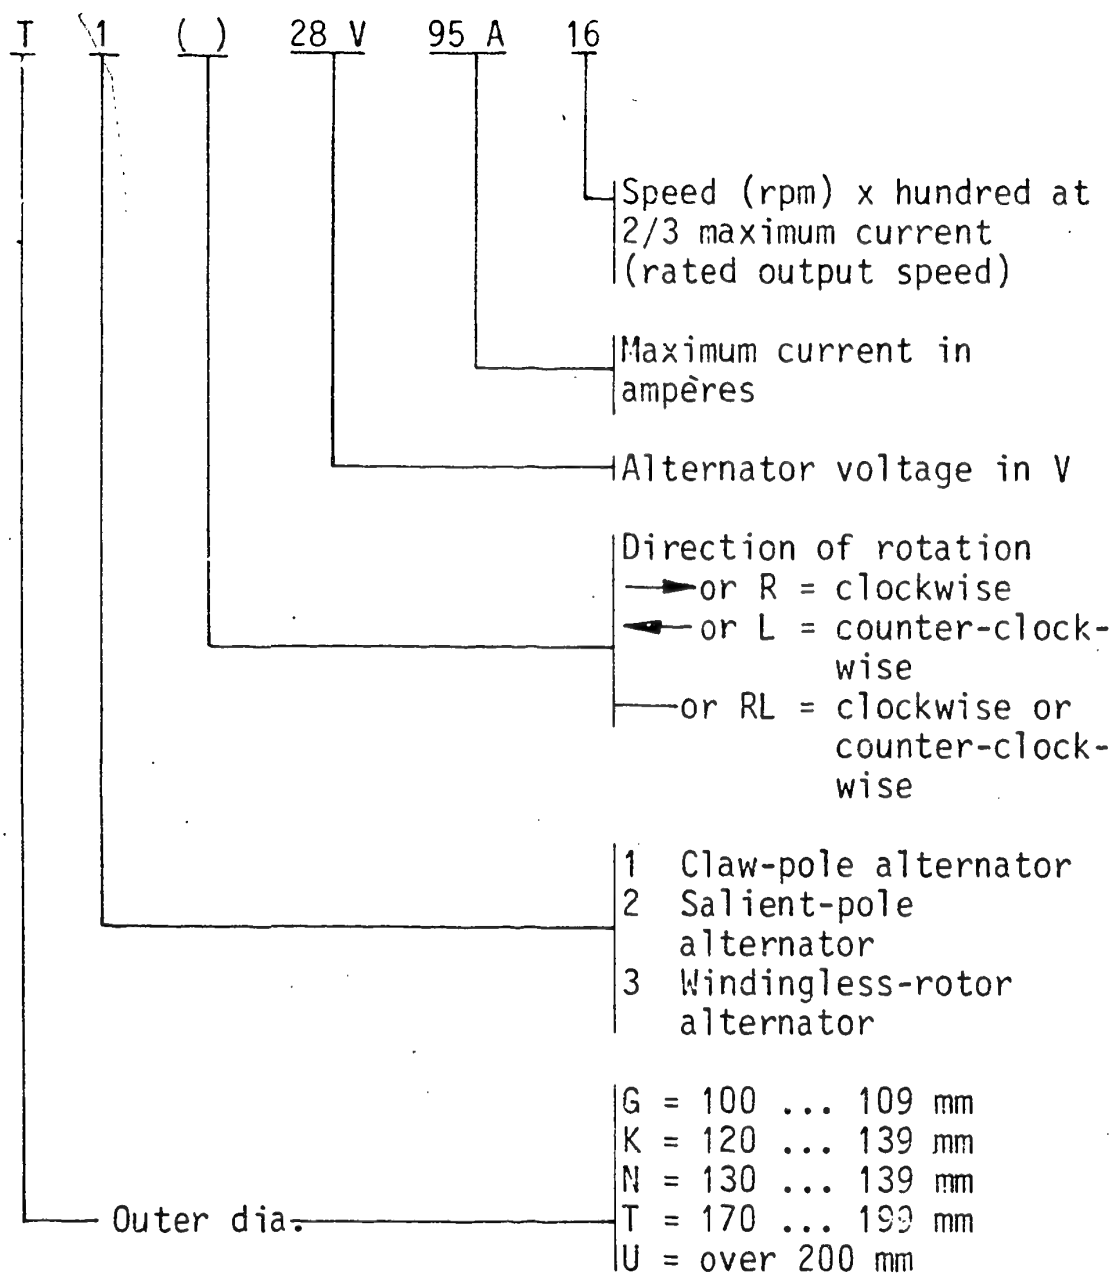 T 1 ( ) 28 V 95 A 16
Speed (rpm) x hundred at
2/3 maximum current
(rated output speed)
Maximum current in
ampères
Alternator voltage in V
Direction of rotation
or R = clockwise
or L = counter-clock-
wise
or RL = clockwise or
counter-clock-
wise
1 Claw-pole alternator
2 Salient-pole
alternator
3 Windingless-rotor
alternator
G = 100 ... 109 mm
K = 120 ... 139 mm
N = 130 ... 139 mm
Outer dia. T = 170 ... 199 mm
U = over 200 mm